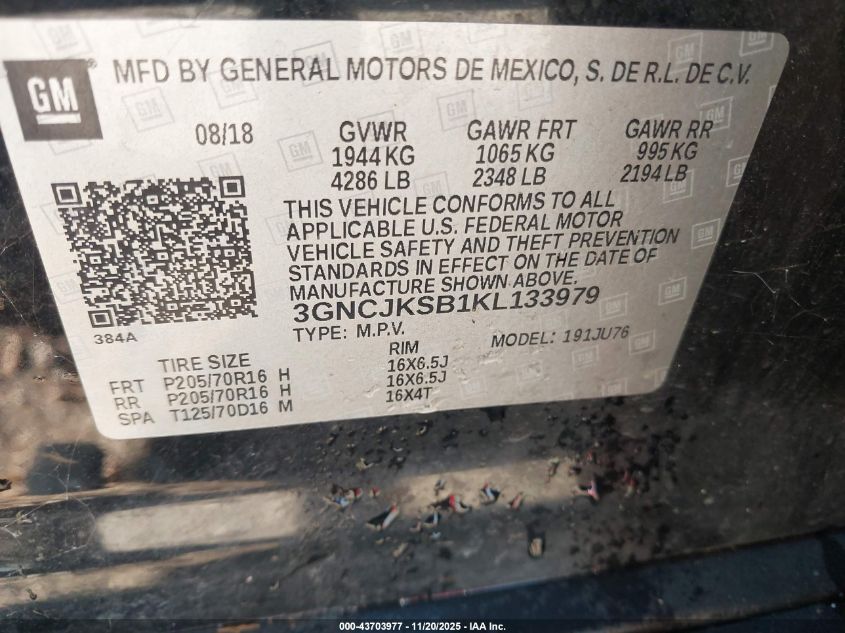 GM ®
MFD BY GENERAL MOTORS DE MEXICO, S. DE R.L. DE C.V.
08/18 GVWR GAWR FRT GAWR RR
1944 KG 1065 KG 995 KG
4286 LB 2348 LB 2194 LB
THIS VEHICLE CONFORMS TO ALL
APPLICABLE U.S. FEDERAL MOTOR
VEHICLE SAFETY AND THEFT PREVENTION
STANDARDS IN EFFECT ON THE DATE OF
MANUFACTURE SHOWN ABOVE.
3GNCJKSB1KL133979
384A
TYPE: M.P.V. MODEL: 191JU76
TIRE SIZE RIM
FRT P205/70R16 H 16X6.5J
RR P205/70R16 H 16X6.5J
SPA T125/70D16 M 16X4T
000-43703977 - 11/20/2025 - IAA Inc.